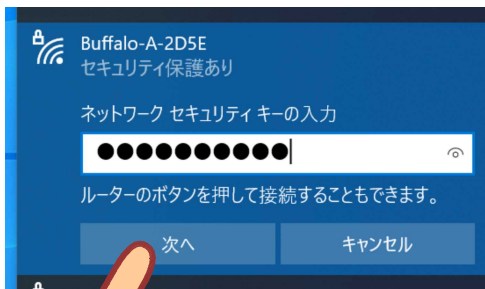 Buffalo-A-2D5E
セキュリティ保護あり
ネットワーク セキュリティ キーの入力
●●●●●●●●●●
ルーターのボタンを押して接続することもできます。
次へ
キャンセル